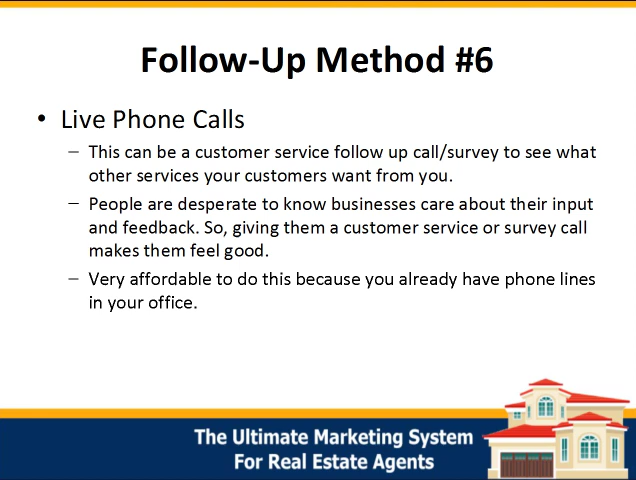 Follow-Up Method #6
• Live Phone Calls
– This can be a customer service follow up call/survey to see what
other services your customers want from you.
– People are desperate to know businesses care about their input
and feedback. So, giving them a customer service or survey call
makes them feel good.
– Very affordable to do this because you already have phone lines
in your office.
The Ultimate Marketing System
For Real Estate Agents